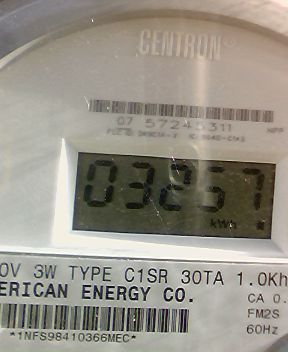 CENTRON®
07 57245311
03257
kWh
0V 3W TYPE C1SR 30TA 1.0Kh
ERICAN ENERGY CO.
CA 0.
FM2S
60Hz
*1NFS98410366MEC*